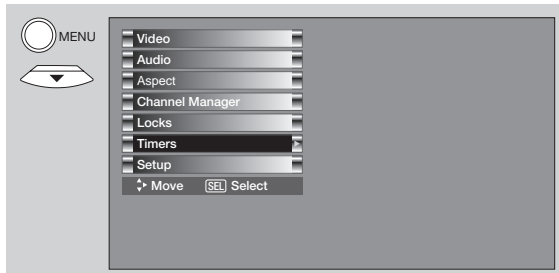 MENU
Video
Audio
Aspect
Channel Manager
Locks
Timers
Setup
Move SEL Select